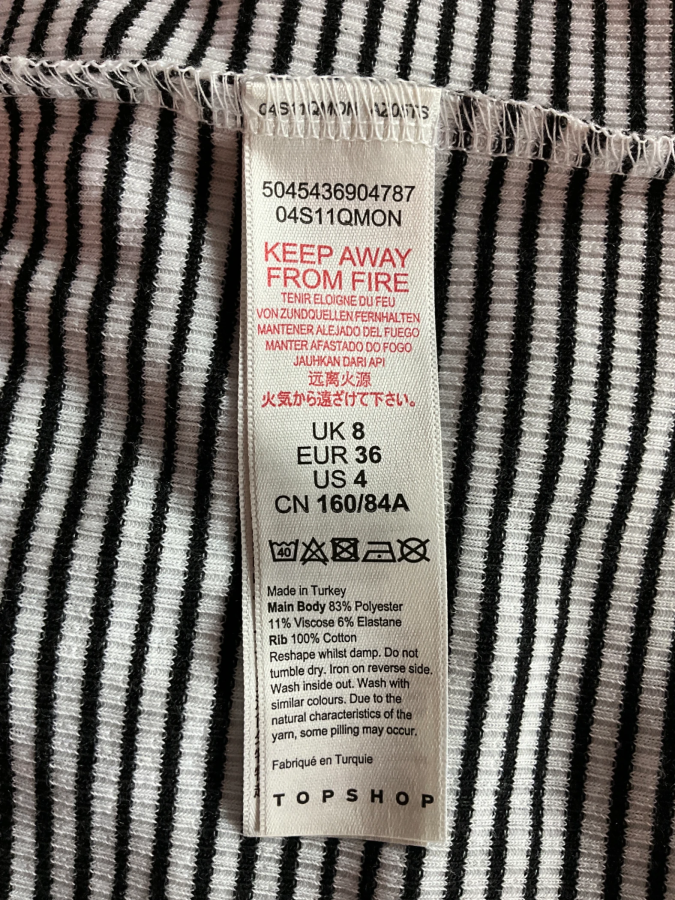 04S11QMON A205TS
5045436904787
04S11QMON
KEEP AWAY
FROM FIRE
TENIR ELOIGNE DU FEU
VON ZUNDQUELLEN FERNHALTEN
MANTENER ALEJADO DEL FUEGO
MANTER AFASTADO DO FOGO
JAUHKAN DARI API
远离火源
火気から遠ざけて下さい。
UK 8
EUR 36
US 4
CN 160/84A
40
Made in Turkey
Main Body 83% Polyester
11% Viscose 6% Elastane
Rib 100% Cotton
Reshape whilst damp. Do not
tumble dry. Iron on reverse side.
Wash inside out. Wash with
similar colours. Due to the
natural characteristics of the
yarn, some pilling may occur.
Fabriqué en Turquie
TOPSHOP